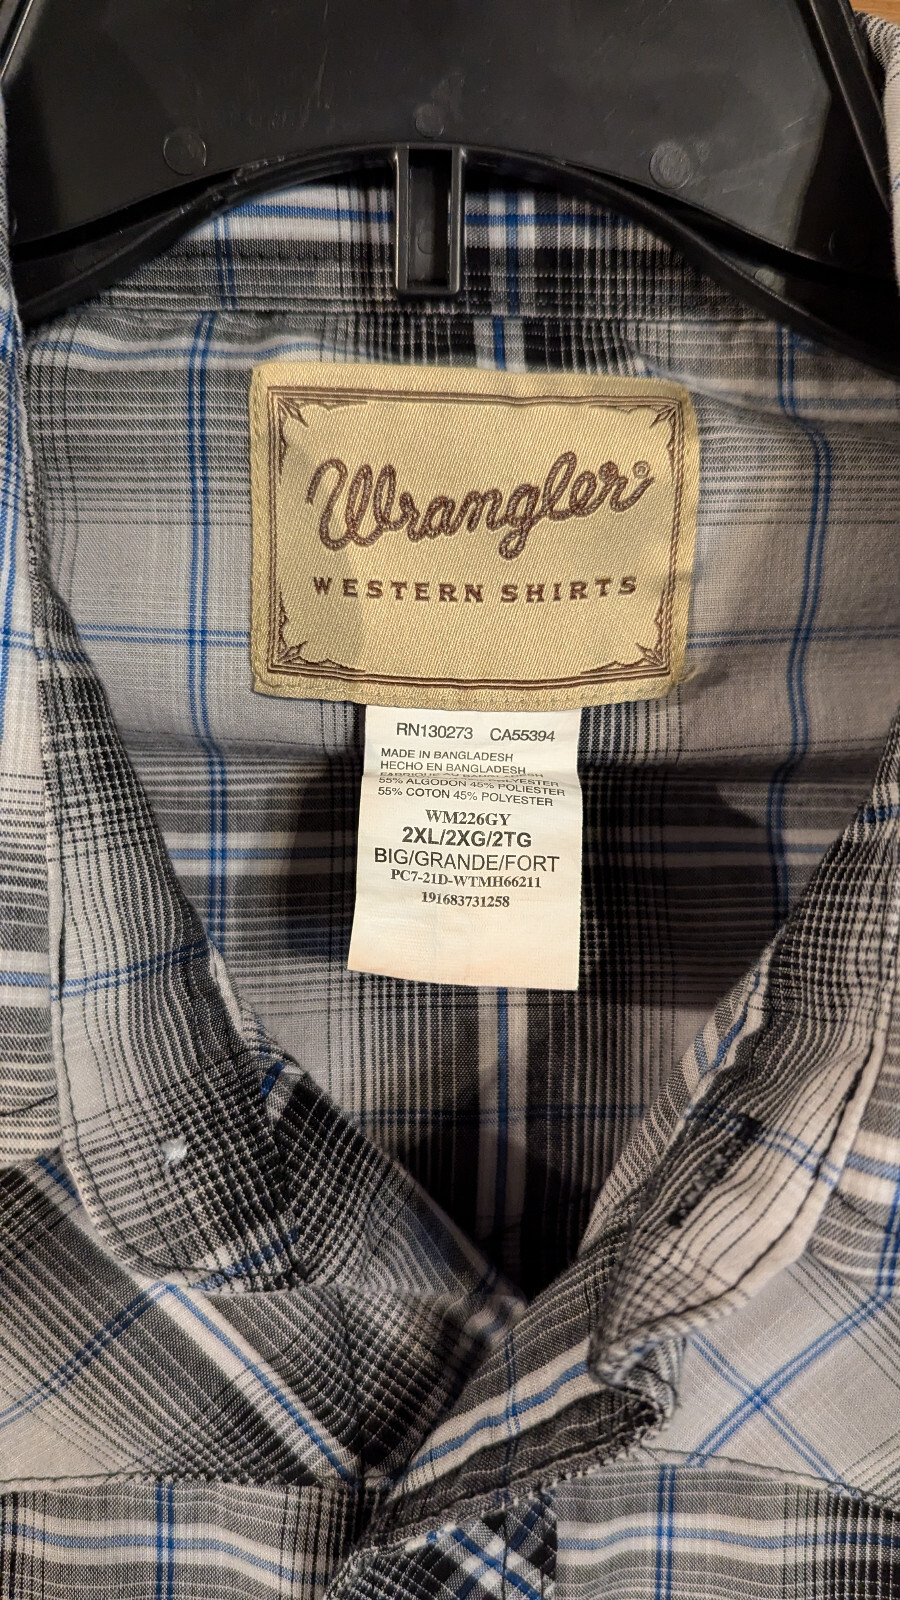 Wrangler®
WESTERN SHIRTS
RN130273 CA55394
MADE IN BANGLADESH
HECHO EN BANGLADESH
55% ALGODON 45% POLIESTER
55% COTON 45% POLYESTER
WM226GY
2XL/2XG/2TG
BIG/GRANDE/FORT
PC7-21D-WTMH66211
191683731258